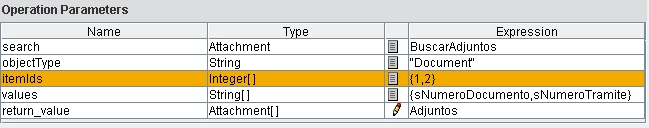 Operation Parameters
Name Type Expression
search Attachment BuscarAdjuntos
objectType String "Document"
itemIds Integer[] {1,2}
values String[] {sNumeroDocumento,sNumeroTramite}
return_value Attachment[] Adjuntos